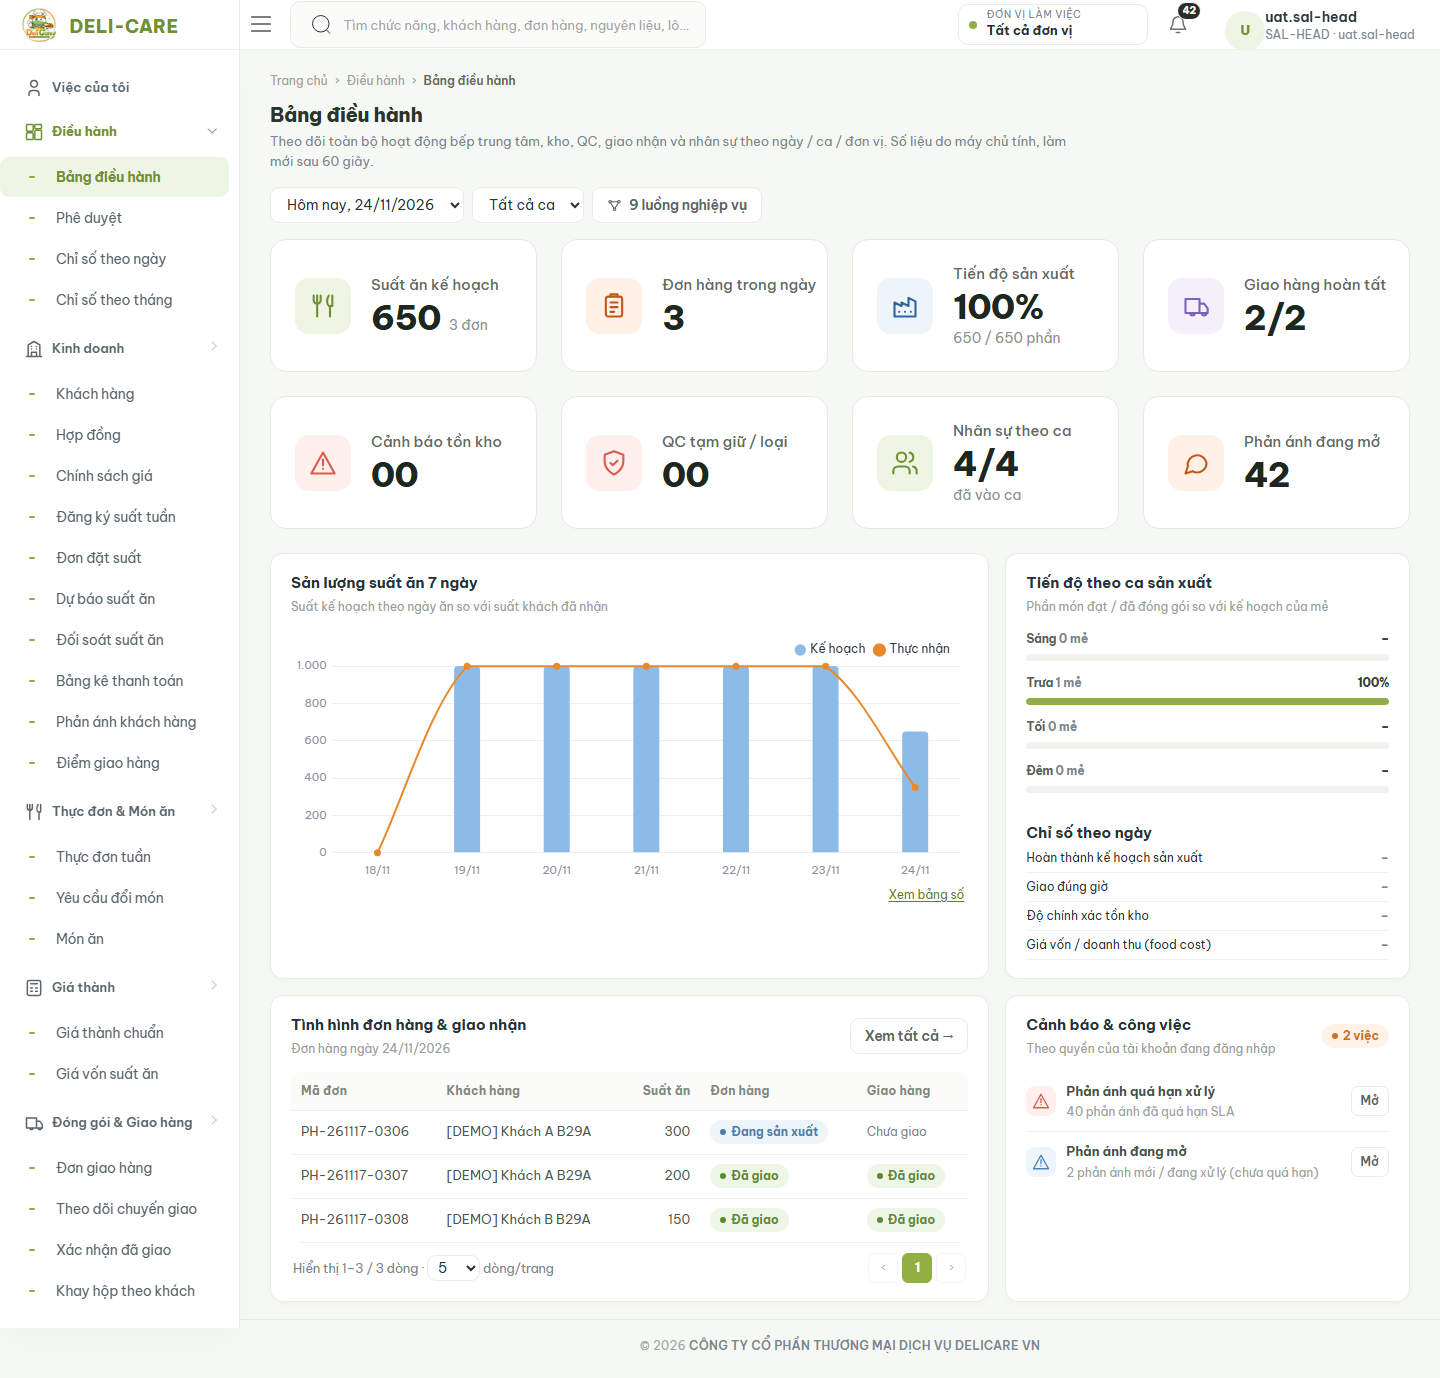 DELI-CARE
Tìm chức năng, khách hàng, đơn hàng, nguyên liệu, lô...
ĐƠN VỊ LÀM VIỆC
Tất cả đơn vị
42
U
uat.sal-head
SAL-HEAD · uat.sal-head
Việc của tôi
Điều hành
Bảng điều hành
Phê duyệt
Chỉ số theo ngày
Chỉ số theo tháng
Kinh doanh
Khách hàng
Hợp đồng
Chính sách giá
Đăng ký suất tuần
Đơn đặt suất
Dự báo suất ăn
Đối soát suất ăn
Bảng kê thanh toán
Phản ánh khách hàng
Điểm giao hàng
Thực đơn & Món ăn
Thực đơn tuần
Yêu cầu đổi món
Món ăn
Giá thành
Giá thành chuẩn
Giá vốn suất ăn
Đóng gói & Giao hàng
Đơn giao hàng
Theo dõi chuyến giao
Xác nhận đã giao
Khay hộp theo khách
Trang chủ › Điều hành › Bảng điều hành
Bảng điều hành
Theo dõi toàn bộ hoạt động bếp trung tâm, kho, QC, giao nhận và nhân sự theo ngày / ca / đơn vị. Số liệu do máy chủ tính, làm
mới sau 60 giây.
Hôm nay, 24/11/2026
Tất cả ca
9 luồng nghiệp vụ
Suất ăn kế hoạch
650 3 đơn
Đơn hàng trong ngày
3
Tiến độ sản xuất
100%
650 / 650 phần
Giao hàng hoàn tất
2/2
Cảnh báo tồn kho
00
QC tạm giữ / loại
00
Nhân sự theo ca
4/4
đã vào ca
Phản ánh đang mở
42
Sản lượng suất ăn 7 ngày
Suất kế hoạch theo ngày ăn so với suất khách đã nhận
Kế hoạch Thực nhận
1.000
800
600
400
200
0
18/11 19/11 20/11 21/11 22/11 23/11 24/11
Xem bảng số
Tiến độ theo ca sản xuất
Phần món đạt / đã đóng gói so với kế hoạch của mẻ
Sáng 0 mẻ –
Trưa 1 mẻ 100%
Tối 0 mẻ –
Đêm 0 mẻ –
Chỉ số theo ngày
Hoàn thành kế hoạch sản xuất –
Giao đúng giờ –
Độ chính xác tồn kho –
Giá vốn / doanh thu (food cost) –
Tình hình đơn hàng & giao nhận
Đơn hàng ngày 24/11/2026
Xem tất cả →
Mã đơn Khách hàng Suất ăn Đơn hàng Giao hàng
PH-261117-0306 [DEMO] Khách A B29A 300 Đang sản xuất Chưa giao
PH-261117-0307 [DEMO] Khách A B29A 200 Đã giao Đã giao
PH-261117-0308 [DEMO] Khách B B29A 150 Đã giao Đã giao
Hiển thị 1–3 / 3 dòng · 5 dòng/trang
‹ 1 ›
Cảnh báo & công việc
Theo quyền của tài khoản đang đăng nhập
2 việc
Phản ánh quá hạn xử lý
40 phản ánh đã quá hạn SLA
Mở
Phản ánh đang mở
2 phản ánh mới / đang xử lý (chưa quá hạn)
Mở
© 2026 CÔNG TY CỔ PHẦN THƯƠNG MẠI DỊCH VỤ DELICARE VN